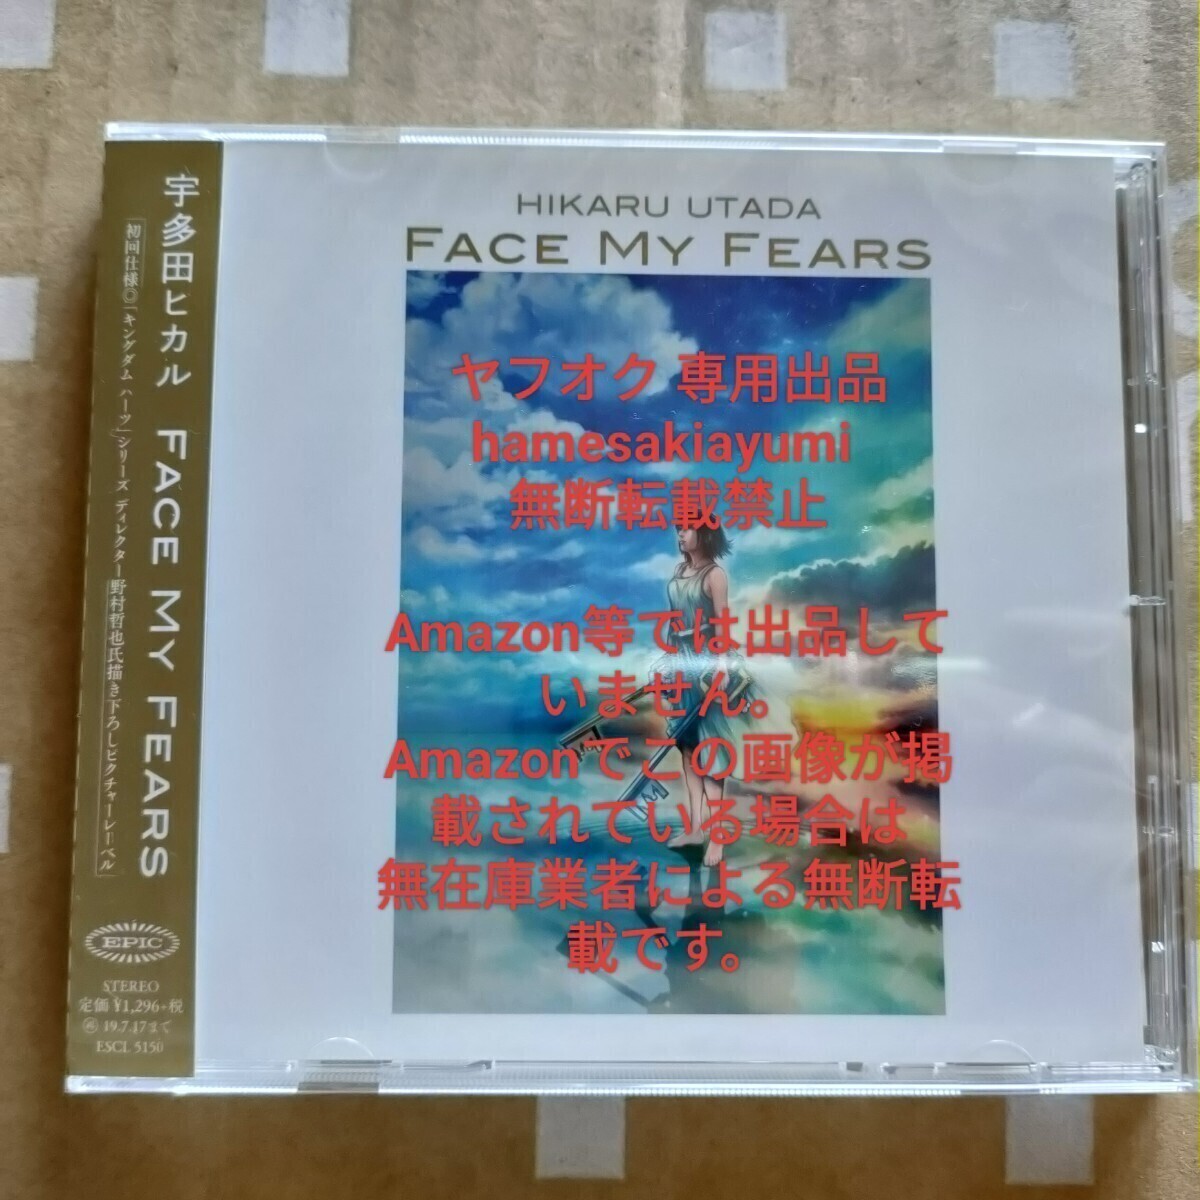 HIKARU UTADA
FACE MY FEARS
宇多田ヒカル FACE MY FEARS
初回仕様◎「キングダム ハーツ」シリーズ ディレクター野村哲也氏描き下ろしピクチャーレーベル
EPIC
STEREO
定価 ¥1,296+税
19.7.17まで
ESCL 5150
ヤフオク 専用出品
hamesakiayumi
無断転載禁止
Amazon等では出品して
いません。
Amazonでこの画像が掲
載されている場合は
無在庫業者による無断転
載です。